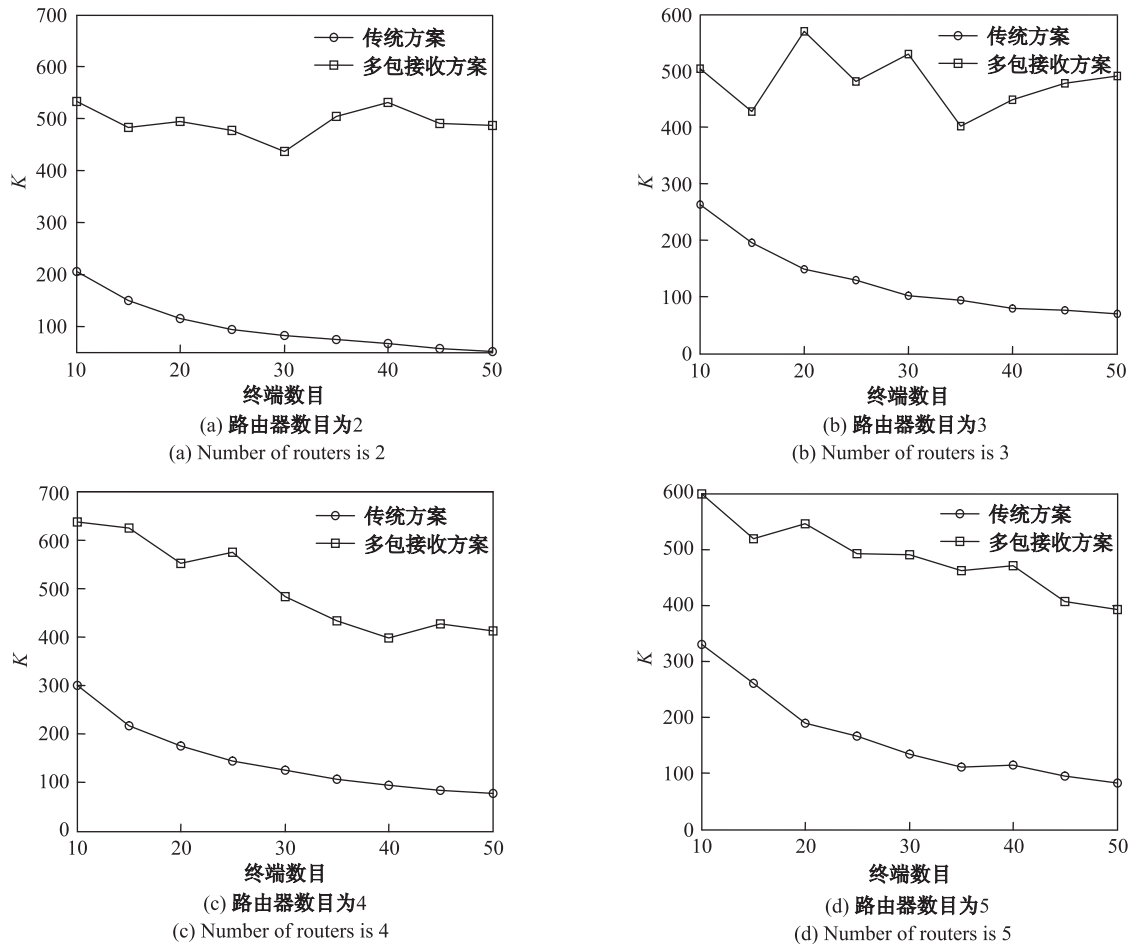 700
600
500
400
300
200
100
K
传统方案
多包接收方案
10 20 30 40 50
终端数目
(a) 路由器数目为2
(a) Number of routers is 2
600
500
400
300
200
100
0
K
传统方案
多包接收方案
10 20 30 40 50
终端数目
(b) 路由器数目为3
(b) Number of routers is 3
700
600
500
400
300
200
100
0
K
传统方案
多包接收方案
10 20 30 40 50
终端数目
(c) 路由器数目为4
(c) Number of routers is 4
600
500
400
300
200
100
0
K
传统方案
多包接收方案
10 20 30 40 50
终端数目
(d) 路由器数目为5
(d) Number of routers is 5